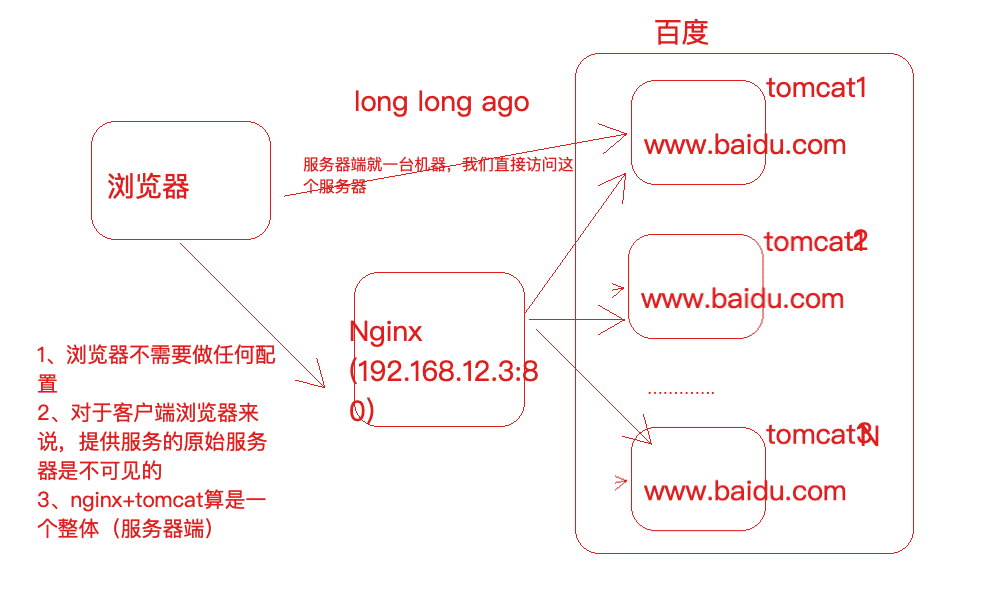 百度
long long ago
tomcat1
www.baidu.com
服务器端就一台机器，我们直接访问这
个服务器
浏览器
tomcat2
www.baidu.com
Nginx
(192.168.12.3:8
0)
1、浏览器不需要做任何配
置
2、对于客户端浏览器来
说，提供服务的原始服务
器是不可见的
3、nginx+tomcat算是一
个整体（服务器端）
.............
tomcatN
www.baidu.com